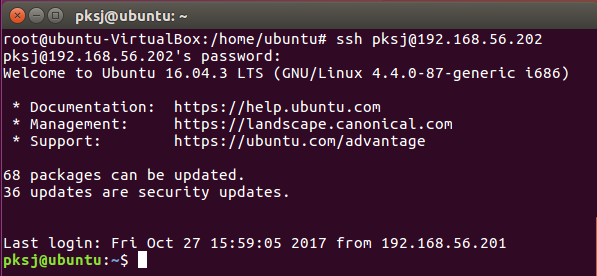 pksj@ubuntu: ~
root@ubuntu-VirtualBox:/home/ubuntu# ssh pksj@192.168.56.202
pksj@192.168.56.202's password:
Welcome to Ubuntu 16.04.3 LTS (GNU/Linux 4.4.0-87-generic i686)
* Documentation:  https://help.ubuntu.com
* Management:     https://landscape.canonical.com
* Support:        https://ubuntu.com/advantage
68 packages can be updated.
36 updates are security updates.
Last login: Fri Oct 27 15:59:05 2017 from 192.168.56.201
pksj@ubuntu:~$